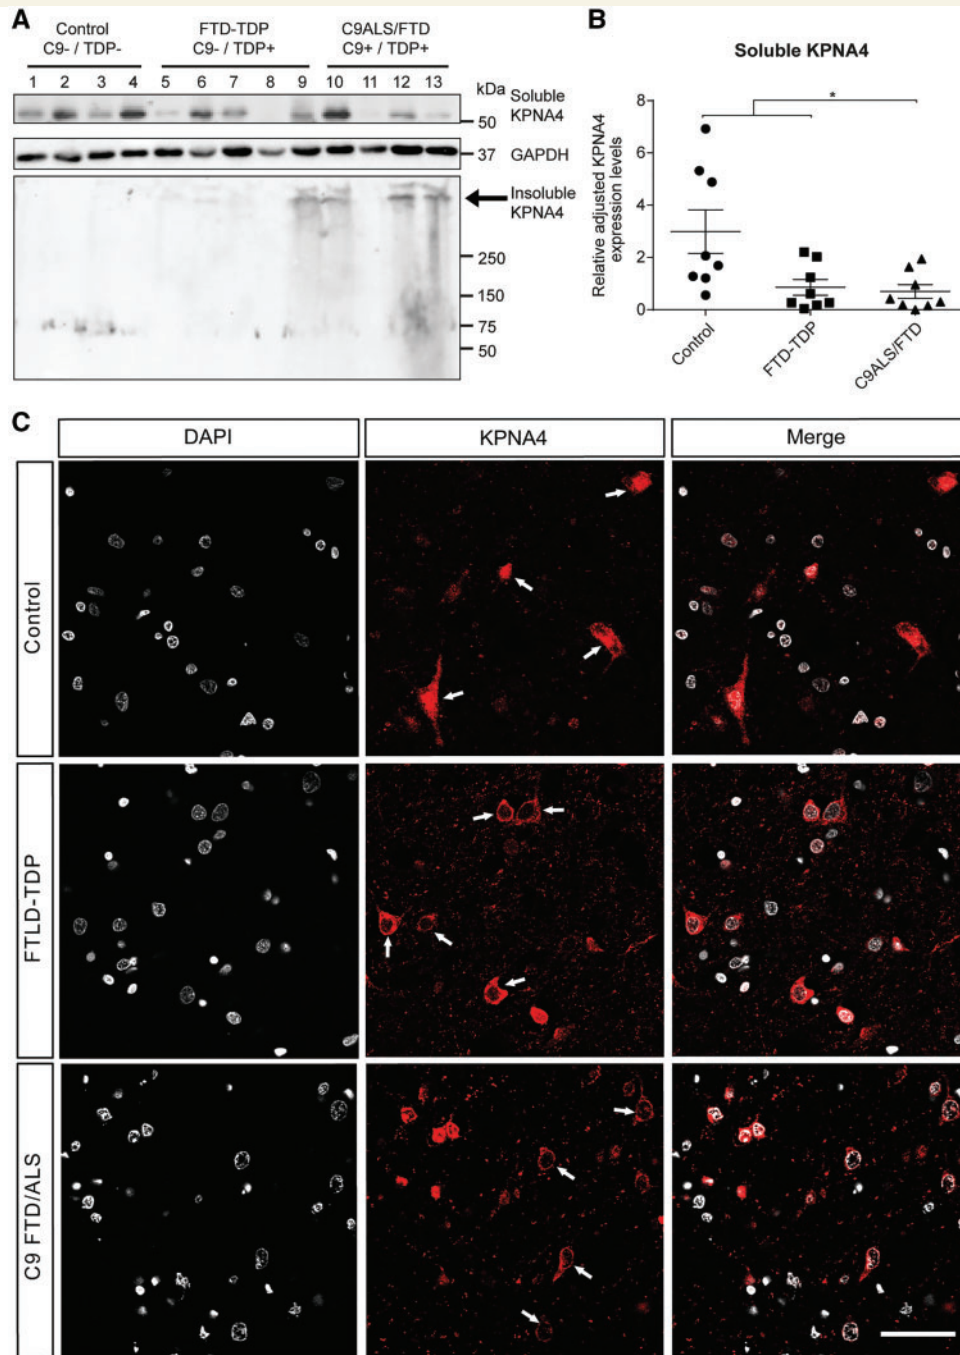 A
Control
C9- / TDP-
FTD-TDP
C9- / TDP+
C9ALS/FTD
C9+ / TDP+
1 2 3 4 5 6 7 8 9 10 11 12 13
kDa
Soluble
KPNA4
50
37
GAPDH
Insoluble
KPNA4
250
150
75
50
B
Soluble KPNA4
*
Relative adjusted KPNA4
expression levels
8
6
4
2
0
Control
FTD-TDP
C9ALS/FTD
C
DAPI
KPNA4
Merge
Control
FTLD-TDP
C9 FTD/ALS